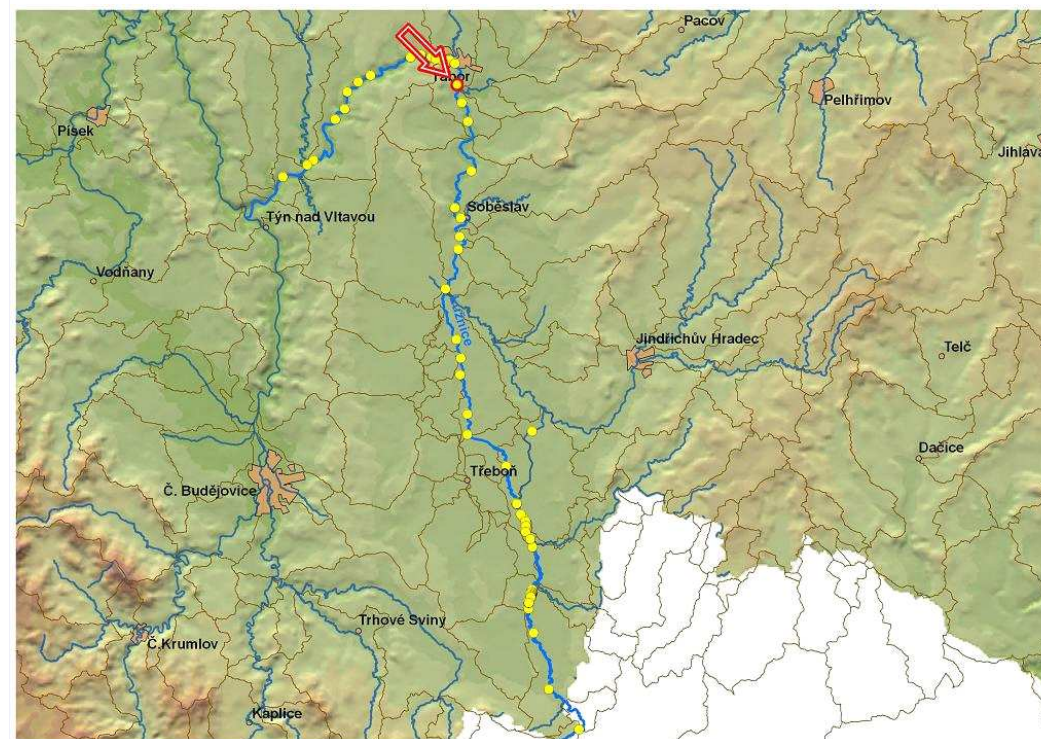 Pacov
Tábor
Pelhřimov
Písek
Jihlava
Soběslav
Týn nad Vltavou
Vodňany
Lužnice
Jindřichův Hradec
Telč
Dačice
Třeboň
Č. Budějovice
Trhové Sviny
Č.Krumlov
Kaplice